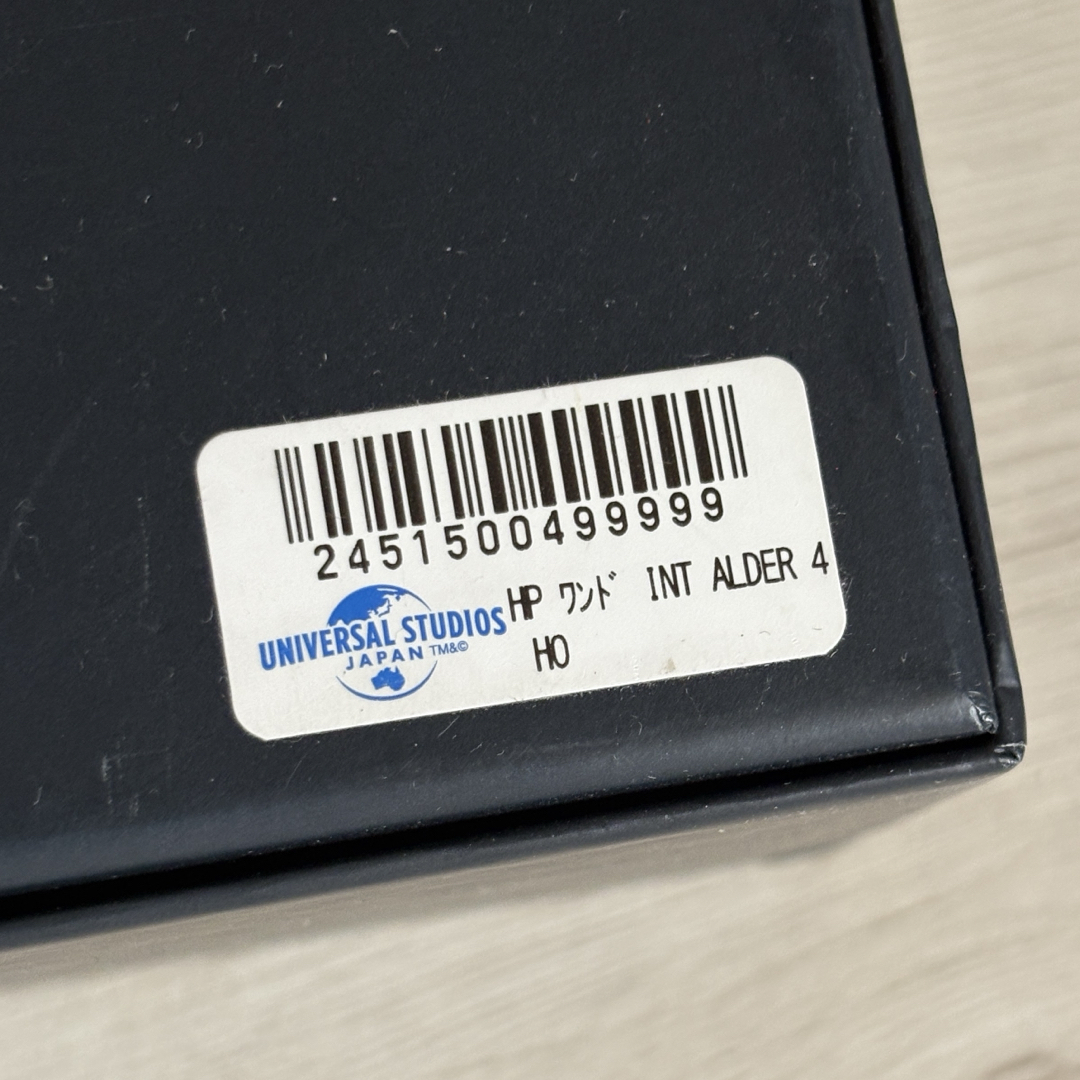 2451500499999
UNIVERSAL STUDIOS
JAPAN TM&©
HP ワンド INT ALDER 4
HO